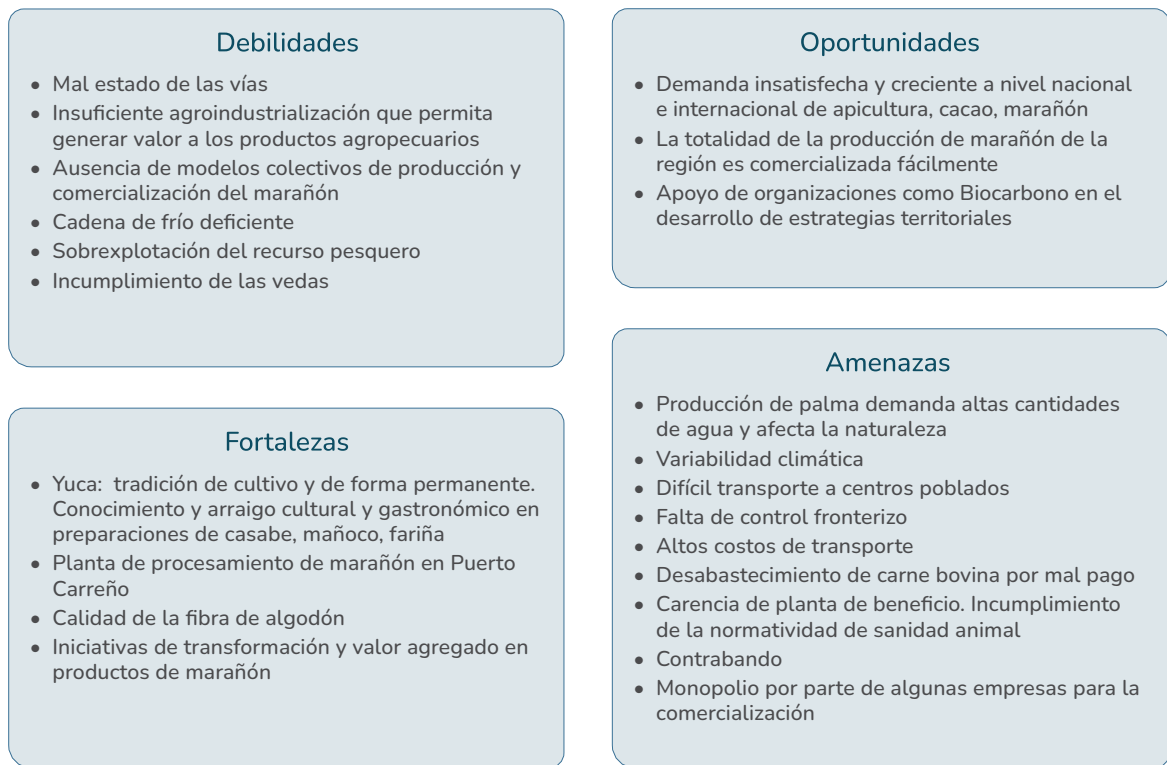 Debilidades
• Mal estado de las vías
• Insuficiente agroindustrialización que permita
generar valor a los productos agropecuarios
• Ausencia de modelos colectivos de producción y
comercialización del marañón
• Cadena de frío deficiente
• Sobrexplotación del recurso pesquero
• Incumplimiento de las vedas
Fortalezas
• Yuca:  tradición de cultivo y de forma permanente.
Conocimiento y arraigo cultural y gastronómico en
preparaciones de casabe, mañoco, fariña
• Planta de procesamiento de marañón en Puerto
Carreño
• Calidad de la fibra de algodón
• Iniciativas de transformación y valor agregado en
productos de marañón
Oportunidades
• Demanda insatisfecha y creciente a nivel nacional
e internacional de apicultura, cacao, marañón
• La totalidad de la producción de marañón de la
región es comercializada fácilmente
• Apoyo de organizaciones como Biocarbono en el
desarrollo de estrategias territoriales
Amenazas
• Producción de palma demanda altas cantidades
de agua y afecta la naturaleza
• Variabilidad climática
• Difícil transporte a centros poblados
• Falta de control fronterizo
• Altos costos de transporte
• Desabastecimiento de carne bovina por mal pago
• Carencia de planta de beneficio. Incumplimiento
de la normatividad de sanidad animal
• Contrabando
• Monopolio por parte de algunas empresas para la
comercialización